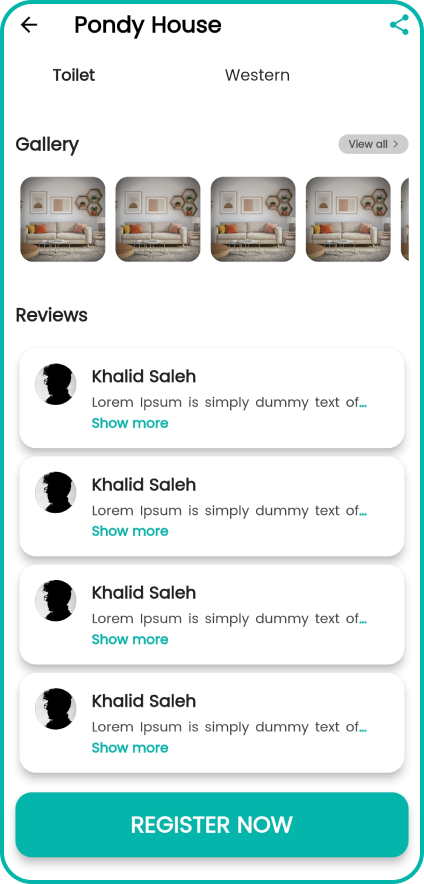 Pondy House
Toilet Western
Gallery View all
Reviews
Khalid Saleh
Lorem Ipsum is simply dummy text of...
Show more
Khalid Saleh
Lorem Ipsum is simply dummy text of...
Show more
Khalid Saleh
Lorem Ipsum is simply dummy text of...
Show more
Khalid Saleh
Lorem Ipsum is simply dummy text of...
Show more
REGISTER NOW